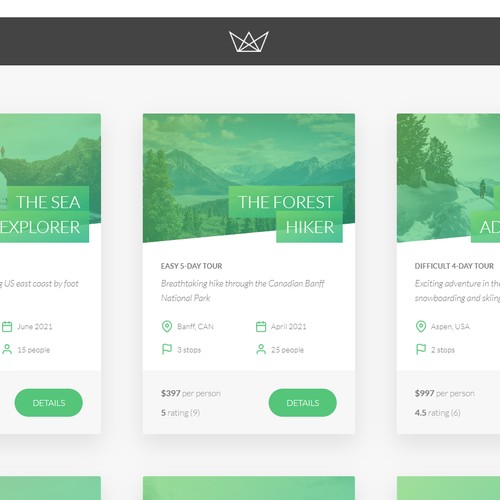 THE SEA
EXPLORER
g US east coast by foot
June 2021
15 people
DETAILS
THE FOREST
HIKER
EASY 5-DAY TOUR
Breathtaking hike through the Canadian Banff
National Park
Banff, CAN
April 2021
3 stops
25 people
$397 per person
5 rating (9)
DETAILS
AD
DIFFICULT 4-DAY TOUR
Exciting adventure in the
snowboarding and skiing
Aspen, USA
2 stops
$997 per person
4.5 rating (6)